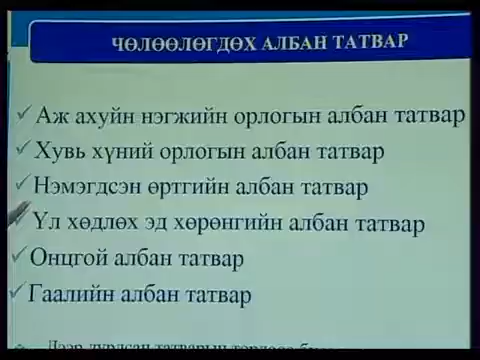 ЧӨЛӨӨЛӨГДӨХ АЛБАН ТАТВАР
Аж ахуйн нэгжийн орлогын албан татвар
Хувь хүний орлогын албан татвар
Нэмэгдсэн өртгийн албан татвар
Үл хөдлөх эд хөрөнгийн албан татвар
Онцгой албан татвар
Гаалийн албан татвар